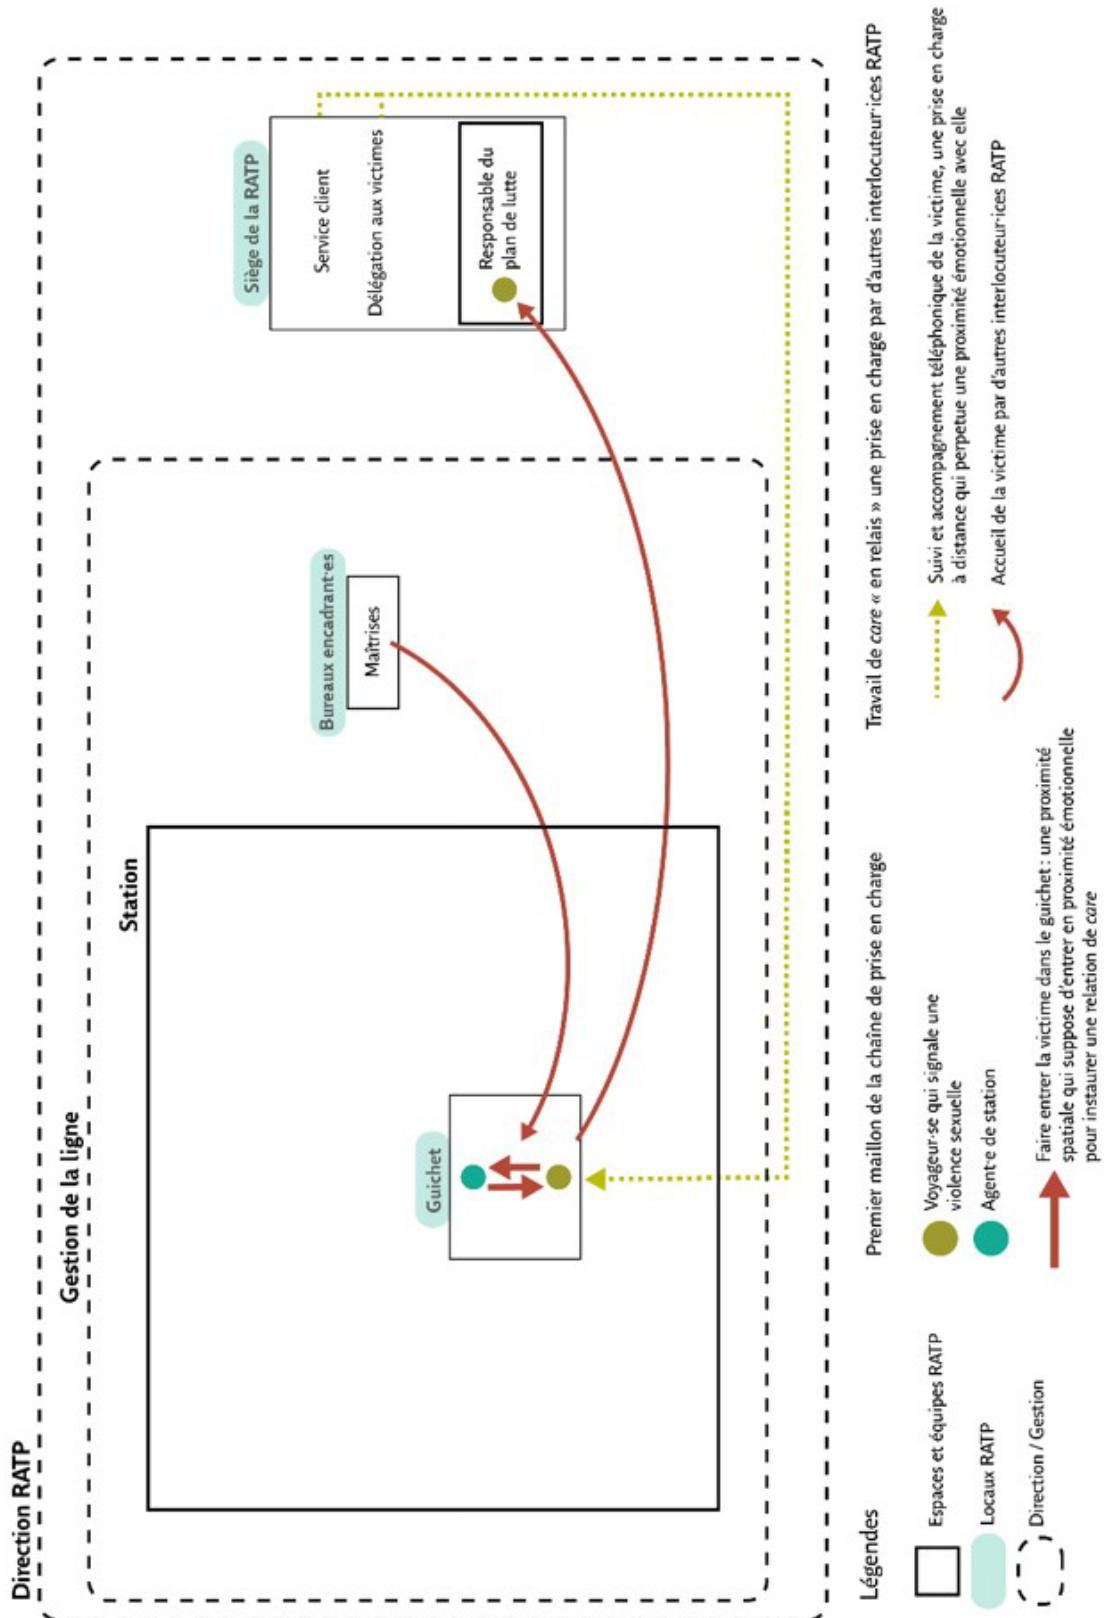 Direction RATP
Gestion de la ligne
Station
Guichet
Bureaux encadrant·es
Maîtrises
Siège de la RATP
Service client
Délégation aux victimes
Responsable du
plan de lutte
Légendes
Espaces et équipes RATP
Locaux RATP
Direction / Gestion
Premier maillon de la chaîne de prise en charge
Voyageur·se qui signale une
violence sexuelle
Agent·e de station
Faire entrer la victime dans le guichet : une proximité
spatiale qui suppose d'entrer en proximité émotionnelle
pour instaurer une relation de care
Travail de care « en relais » une prise en charge par d'autres interlocuteur·ices RATP
Suivi et accompagnement téléphonique de la victime, une prise en charge
à distance qui perpetue une proximité émotionnelle avec elle
Accueil de la victime par d'autres interlocuteur·ices RATP